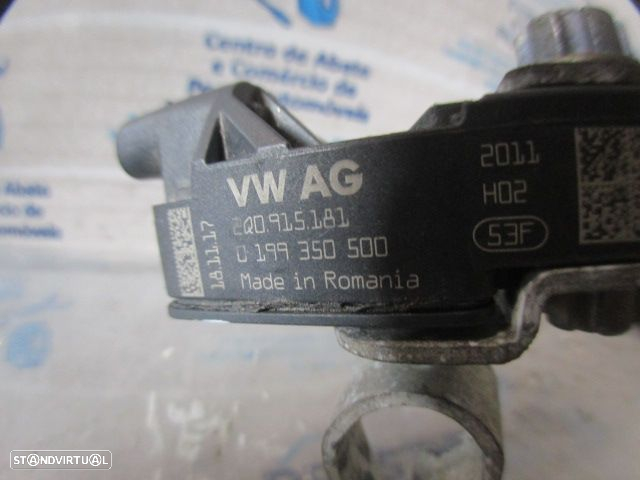 Centro de Abate
e Comércio de
VW AG
2Q0.915.181
0 199 350 500
Made in Romania
18.11.17
2011
H02
53F
STANDVIRTUAL